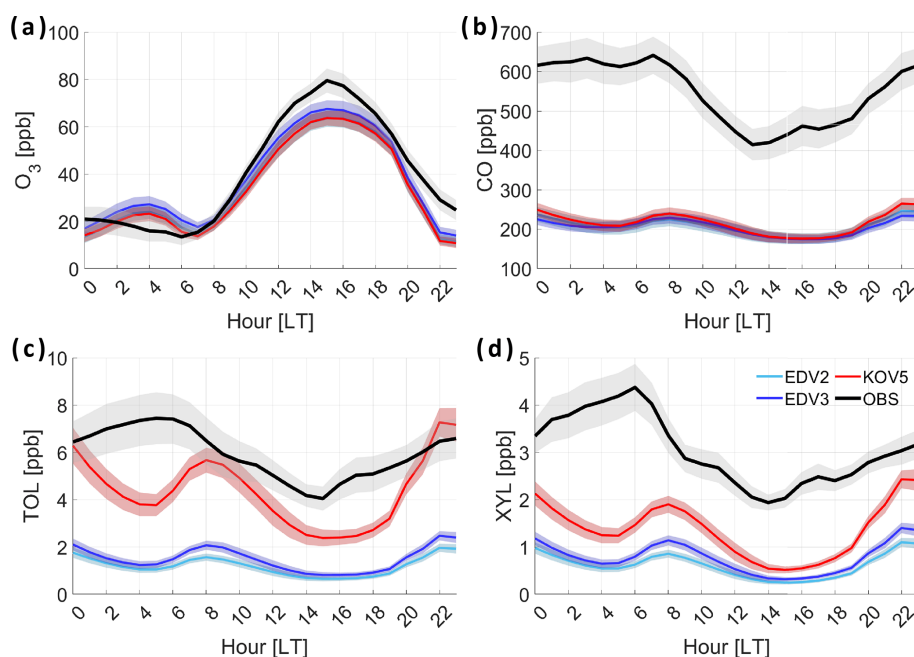 (a)
100
80
60
40
20
0
O3 [ppb]
0 2 4 6 8 10 12 14 16 18 20 22
Hour [LT]
(b)
700
600
500
400
300
200
100
CO [ppb]
0 2 4 6 8 10 12 14 16 18 20 22
Hour [LT]
(c)
10
8
6
4
2
0
TOL [ppb]
0 2 4 6 8 10 12 14 16 18 20 22
Hour [LT]
(d)
5
4
3
2
1
0
XYL [ppb]
EDV2 KOV5
EDV3 OBS
0 2 4 6 8 10 12 14 16 18 20 22
Hour [LT]